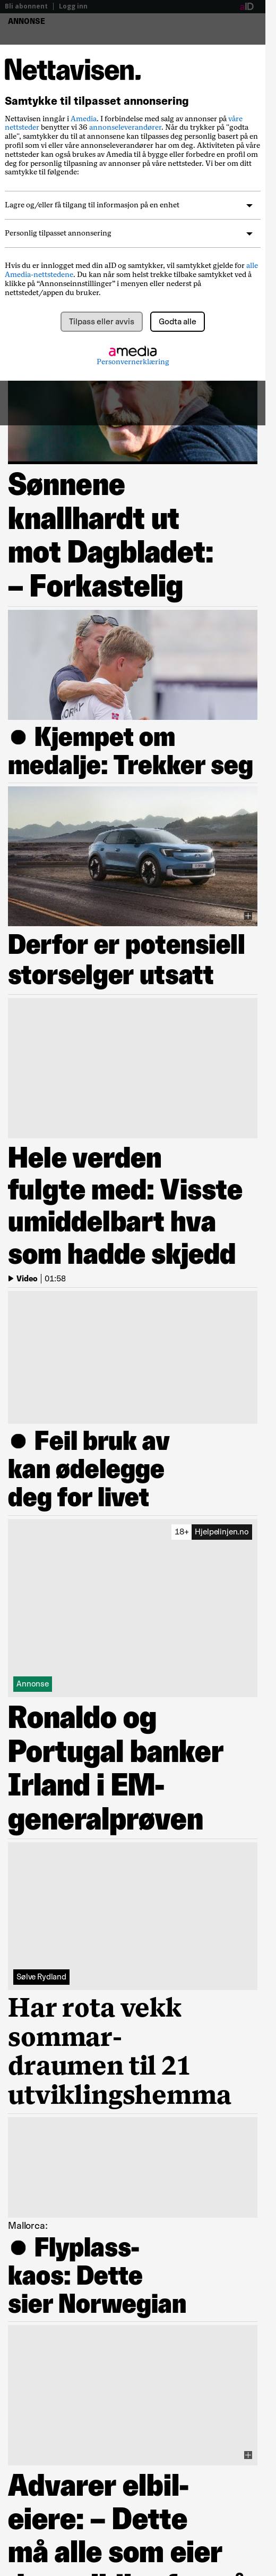 Bli abonnent | Logg inn
aID
ANNONSE
Nettavisen.
Samtykke til tilpasset annonsering
Nettavisen inngår i Amedia. I forbindelse med salg av annonser på våre
nettsteder benytter vi 36 annonseleverandører. Når du trykker på "godta
alle", samtykker du til at annonsene kan tilpasses deg personlig basert på en
profil som vi eller våre annonseleverandører har om deg. Aktivitetene på våre
nettsteder kan også brukes av Amedia til å bygge eller forbedre en profil om
deg for personlig tilpasning av annonser på våre nettsteder. Vi ber om ditt
samtykke til følgende:
Lagre og/eller få tilgang til informasjon på en enhet
Personlig tilpasset annonsering
Hvis du er innlogget med din aID og samtykker, vil samtykket gjelde for alle
Amedia-nettstedene. Du kan når som helst trekke tilbake samtykket ved å
klikke på “Annonseinnstillinger” i menyen eller nederst på
nettstedet/appen du bruker.
Tilpass eller avvis
Godta alle
amedia
Personvernerklæring
Sønnene
knallhardt ut
mot Dagbladet:
– Forkastelig
● Kjempet om
medalje: Trekker seg
Derfor er potensiell
storselger utsatt
Hele verden
fulgte med: Visste
umiddelbart hva
som hadde skjedd
Video | 01:58
● Feil bruk av
kan ødelegge
deg for livet
18+ Hjelpelinjen.no
Annonse
Ronaldo og
Portugal banker
Irland i EM-
generalprøven
Sølve Rydland
Har rota vekk
sommar-
draumen til 21
utviklingshemma
Mallorca:
● Flyplass-
kaos: Dette
sier Norwegian
Advarer elbil-
eiere: – Dette
må alle som eier